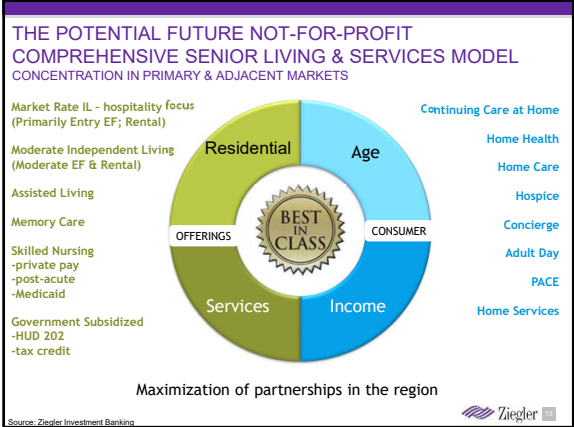 THE POTENTIAL FUTURE NOT-FOR-PROFIT
COMPREHENSIVE SENIOR LIVING & SERVICES MODEL
CONCENTRATION IN PRIMARY & ADJACENT MARKETS
Market Rate IL – hospitality focus
(Primarily Entry EF; Rental)
Moderate Independent Living
(Moderate EF & Rental)
Assisted Living
Memory Care
Skilled Nursing
-private pay
-post-acute
-Medicaid
Government Subsidized
-HUD 202
-tax credit
Residential
Age
OFFERINGS
BEST
IN
CLASS
CONSUMER
Services
Income
Continuing Care at Home
Home Health
Home Care
Hospice
Concierge
Adult Day
PACE
Home Services
Maximization of partnerships in the region
Source: Ziegler Investment Banking
Ziegler 13